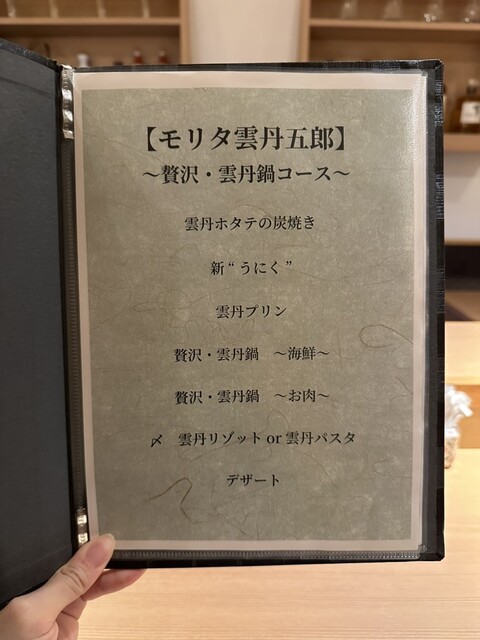 【モリタ雲丹五郎】
～贅沢・雲丹鍋コース～
雲丹ホタテの炭焼き
新“うにく”
雲丹プリン
贅沢・雲丹鍋　～海鮮～
贅沢・雲丹鍋　～お肉～
〆　雲丹リゾット or 雲丹パスタ
デザート